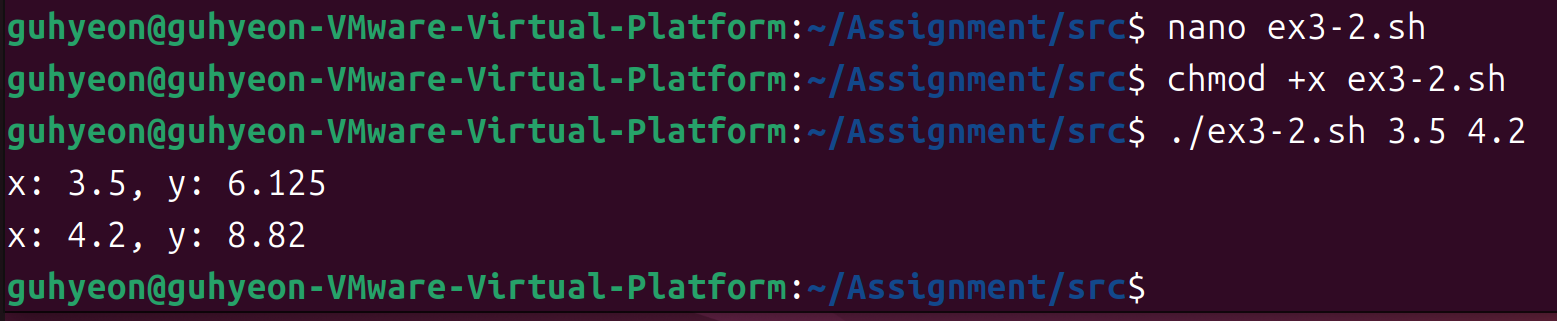 guhyeon@guhyeon-VMware-Virtual-Platform:~/Assignment/src$ nano ex3-2.sh
guhyeon@guhyeon-VMware-Virtual-Platform:~/Assignment/src$ chmod +x ex3-2.sh
guhyeon@guhyeon-VMware-Virtual-Platform:~/Assignment/src$ ./ex3-2.sh 3.5 4.2
x: 3.5, y: 6.125
x: 4.2, y: 8.82
guhyeon@guhyeon-VMware-Virtual-Platform:~/Assignment/src$